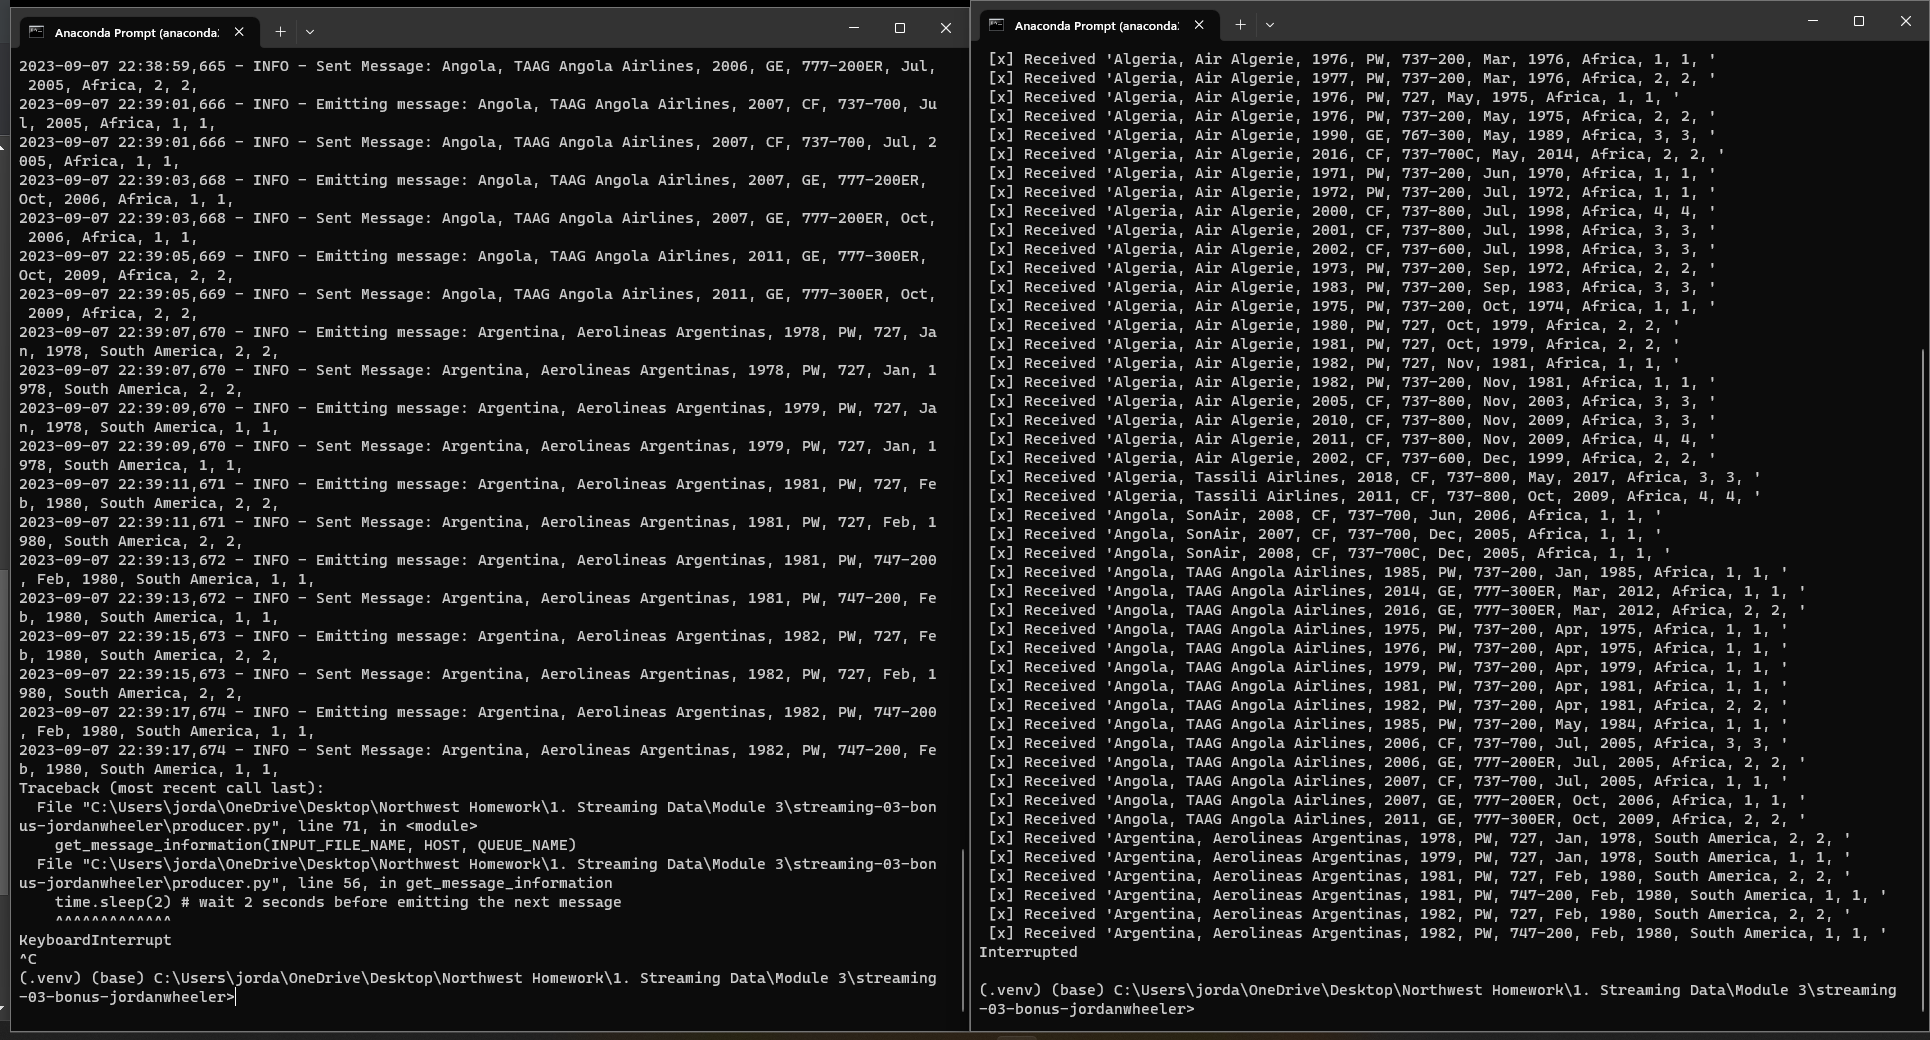 Anaconda Prompt (anaconda:
2023-09-07 22:38:59,665 - INFO - Sent Message: Angola, TAAG Angola Airlines, 2006, GE, 777-200ER, Jul,
 2005, Africa, 2, 2,
2023-09-07 22:39:01,666 - INFO - Emitting message: Angola, TAAG Angola Airlines, 2007, CF, 737-700, Ju
l, 2005, Africa, 1, 1,
2023-09-07 22:39:01,666 - INFO - Sent Message: Angola, TAAG Angola Airlines, 2007, CF, 737-700, Jul, 2
005, Africa, 1, 1,
2023-09-07 22:39:03,668 - INFO - Emitting message: Angola, TAAG Angola Airlines, 2007, GE, 777-200ER,
Oct, 2006, Africa, 1, 1,
2023-09-07 22:39:03,668 - INFO - Sent Message: Angola, TAAG Angola Airlines, 2007, GE, 777-200ER, Oct,
 2006, Africa, 1, 1,
2023-09-07 22:39:05,669 - INFO - Emitting message: Angola, TAAG Angola Airlines, 2011, GE, 777-300ER,
Oct, 2009, Africa, 2, 2,
2023-09-07 22:39:05,669 - INFO - Sent Message: Angola, TAAG Angola Airlines, 2011, GE, 777-300ER, Oct,
 2009, Africa, 2, 2,
2023-09-07 22:39:07,670 - INFO - Emitting message: Argentina, Aerolineas Argentinas, 1978, PW, 727, Ja
n, 1978, South America, 2, 2,
2023-09-07 22:39:07,670 - INFO - Sent Message: Argentina, Aerolineas Argentinas, 1978, PW, 727, Jan, 1
978, South America, 2, 2,
2023-09-07 22:39:09,670 - INFO - Emitting message: Argentina, Aerolineas Argentinas, 1979, PW, 727, Ja
n, 1978, South America, 1, 1,
2023-09-07 22:39:09,670 - INFO - Sent Message: Argentina, Aerolineas Argentinas, 1979, PW, 727, Jan, 1
978, South America, 1, 1,
2023-09-07 22:39:11,671 - INFO - Emitting message: Argentina, Aerolineas Argentinas, 1981, PW, 727, Fe
b, 1980, South America, 2, 2,
2023-09-07 22:39:11,671 - INFO - Sent Message: Argentina, Aerolineas Argentinas, 1981, PW, 727, Feb, 1
980, South America, 2, 2,
2023-09-07 22:39:13,672 - INFO - Emitting message: Argentina, Aerolineas Argentinas, 1981, PW, 747-200
, Feb, 1980, South America, 1, 1,
2023-09-07 22:39:13,672 - INFO - Sent Message: Argentina, Aerolineas Argentinas, 1981, PW, 747-200, Fe
b, 1980, South America, 1, 1,
2023-09-07 22:39:15,673 - INFO - Emitting message: Argentina, Aerolineas Argentinas, 1982, PW, 727, Fe
b, 1980, South America, 2, 2,
2023-09-07 22:39:15,673 - INFO - Sent Message: Argentina, Aerolineas Argentinas, 1982, PW, 727, Feb, 1
980, South America, 2, 2,
2023-09-07 22:39:17,674 - INFO - Emitting message: Argentina, Aerolineas Argentinas, 1982, PW, 747-200
, Feb, 1980, South America, 1, 1,
2023-09-07 22:39:17,674 - INFO - Sent Message: Argentina, Aerolineas Argentinas, 1982, PW, 747-200, Fe
b, 1980, South America, 1, 1,
Traceback (most recent call last):
  File "C:\Users\jorda\OneDrive\Desktop\Northwest Homework\1. Streaming Data\Module 3\streaming-03-bon
us-jordanwheeler\producer.py", line 71, in <module>
    get_message_information(INPUT_FILE_NAME, HOST, QUEUE_NAME)
  File "C:\Users\jorda\OneDrive\Desktop\Northwest Homework\1. Streaming Data\Module 3\streaming-03-bon
us-jordanwheeler\producer.py", line 56, in get_message_information
    time.sleep(2) # wait 2 seconds before emitting the next message
    ^^^^^^^^^^^^^
KeyboardInterrupt
^C
(.venv) (base) C:\Users\jorda\OneDrive\Desktop\Northwest Homework\1. Streaming Data\Module 3\streaming
-03-bonus-jordanwheeler>
Anaconda Prompt (anaconda:
[x] Received 'Algeria, Air Algerie, 1976, PW, 737-200, Mar, 1976, Africa, 1, 1, '
[x] Received 'Algeria, Air Algerie, 1977, PW, 737-200, Mar, 1976, Africa, 2, 2, '
[x] Received 'Algeria, Air Algerie, 1976, PW, 727, May, 1975, Africa, 1, 1, '
[x] Received 'Algeria, Air Algerie, 1976, PW, 737-200, May, 1975, Africa, 2, 2, '
[x] Received 'Algeria, Air Algerie, 1990, GE, 767-300, May, 1989, Africa, 3, 3, '
[x] Received 'Algeria, Air Algerie, 2016, CF, 737-700C, May, 2014, Africa, 2, 2, '
[x] Received 'Algeria, Air Algerie, 1971, PW, 737-200, Jun, 1970, Africa, 1, 1, '
[x] Received 'Algeria, Air Algerie, 1972, PW, 737-200, Jul, 1972, Africa, 1, 1, '
[x] Received 'Algeria, Air Algerie, 2000, CF, 737-800, Jul, 1998, Africa, 4, 4, '
[x] Received 'Algeria, Air Algerie, 2001, CF, 737-800, Jul, 1998, Africa, 3, 3, '
[x] Received 'Algeria, Air Algerie, 2002, CF, 737-600, Jul, 1998, Africa, 3, 3, '
[x] Received 'Algeria, Air Algerie, 1973, PW, 737-200, Sep, 1972, Africa, 2, 2, '
[x] Received 'Algeria, Air Algerie, 1983, PW, 737-200, Sep, 1983, Africa, 3, 3, '
[x] Received 'Algeria, Air Algerie, 1975, PW, 737-200, Oct, 1974, Africa, 1, 1, '
[x] Received 'Algeria, Air Algerie, 1980, PW, 727, Oct, 1979, Africa, 2, 2, '
[x] Received 'Algeria, Air Algerie, 1981, PW, 727, Oct, 1979, Africa, 2, 2, '
[x] Received 'Algeria, Air Algerie, 1982, PW, 727, Nov, 1981, Africa, 1, 1, '
[x] Received 'Algeria, Air Algerie, 1982, PW, 737-200, Nov, 1981, Africa, 1, 1, '
[x] Received 'Algeria, Air Algerie, 2005, CF, 737-800, Nov, 2003, Africa, 3, 3, '
[x] Received 'Algeria, Air Algerie, 2010, CF, 737-800, Nov, 2009, Africa, 3, 3, '
[x] Received 'Algeria, Air Algerie, 2011, CF, 737-800, Nov, 2009, Africa, 4, 4, '
[x] Received 'Algeria, Air Algerie, 2002, CF, 737-600, Dec, 1999, Africa, 2, 2, '
[x] Received 'Algeria, Tassili Airlines, 2018, CF, 737-800, May, 2017, Africa, 3, 3, '
[x] Received 'Algeria, Tassili Airlines, 2011, CF, 737-800, Oct, 2009, Africa, 4, 4, '
[x] Received 'Angola, SonAir, 2008, CF, 737-700, Jun, 2006, Africa, 1, 1, '
[x] Received 'Angola, SonAir, 2007, CF, 737-700, Dec, 2005, Africa, 1, 1, '
[x] Received 'Angola, SonAir, 2008, CF, 737-700C, Dec, 2005, Africa, 1, 1, '
[x] Received 'Angola, TAAG Angola Airlines, 1985, PW, 737-200, Jan, 1985, Africa, 1, 1, '
[x] Received 'Angola, TAAG Angola Airlines, 2014, GE, 777-300ER, Mar, 2012, Africa, 1, 1, '
[x] Received 'Angola, TAAG Angola Airlines, 2016, GE, 777-300ER, Mar, 2012, Africa, 2, 2, '
[x] Received 'Angola, TAAG Angola Airlines, 1975, PW, 737-200, Apr, 1975, Africa, 1, 1, '
[x] Received 'Angola, TAAG Angola Airlines, 1976, PW, 737-200, Apr, 1975, Africa, 1, 1, '
[x] Received 'Angola, TAAG Angola Airlines, 1979, PW, 737-200, Apr, 1979, Africa, 1, 1, '
[x] Received 'Angola, TAAG Angola Airlines, 1981, PW, 737-200, Apr, 1981, Africa, 1, 1, '
[x] Received 'Angola, TAAG Angola Airlines, 1982, PW, 737-200, Apr, 1981, Africa, 2, 2, '
[x] Received 'Angola, TAAG Angola Airlines, 1985, PW, 737-200, May, 1984, Africa, 1, 1, '
[x] Received 'Angola, TAAG Angola Airlines, 2006, CF, 737-700, Jul, 2005, Africa, 3, 3, '
[x] Received 'Angola, TAAG Angola Airlines, 2006, GE, 777-200ER, Jul, 2005, Africa, 2, 2, '
[x] Received 'Angola, TAAG Angola Airlines, 2007, CF, 737-700, Jul, 2005, Africa, 1, 1, '
[x] Received 'Angola, TAAG Angola Airlines, 2007, GE, 777-200ER, Oct, 2006, Africa, 1, 1, '
[x] Received 'Angola, TAAG Angola Airlines, 2011, GE, 777-300ER, Oct, 2009, Africa, 2, 2, '
[x] Received 'Argentina, Aerolineas Argentinas, 1978, PW, 727, Jan, 1978, South America, 2, 2, '
[x] Received 'Argentina, Aerolineas Argentinas, 1979, PW, 727, Jan, 1978, South America, 1, 1, '
[x] Received 'Argentina, Aerolineas Argentinas, 1981, PW, 727, Feb, 1980, South America, 2, 2, '
[x] Received 'Argentina, Aerolineas Argentinas, 1981, PW, 747-200, Feb, 1980, South America, 1, 1, '
[x] Received 'Argentina, Aerolineas Argentinas, 1982, PW, 727, Feb, 1980, South America, 2, 2, '
[x] Received 'Argentina, Aerolineas Argentinas, 1982, PW, 747-200, Feb, 1980, South America, 1, 1, '
Interrupted
(.venv) (base) C:\Users\jorda\OneDrive\Desktop\Northwest Homework\1. Streaming Data\Module 3\streaming
-03-bonus-jordanwheeler>